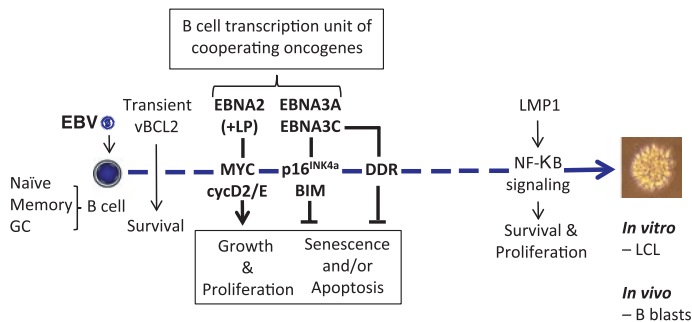 B cell transcription unit of
cooperating oncogenes
EBV
Transient
vBCL2
EBNA2
(+LP)
EBNA3A
EBNA3C
LMP1
MYC
cycD2/E
p16INK4a
BIM
DDR
NF-KB
signaling
Naïve
Memory
GC
B cell
Survival
Growth
&
Proliferation
Senescence
and/or
Apoptosis
Survival &
Proliferation
In vitro
– LCL
In vivo
– B blasts